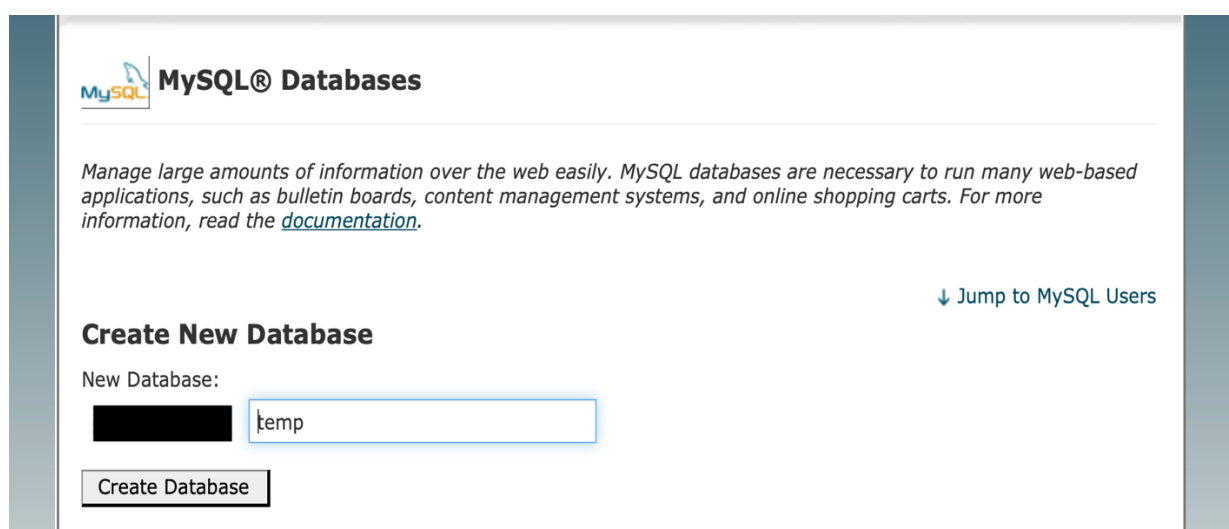 MySQL
MySQL® Databases
Manage large amounts of information over the web easily. MySQL databases are necessary to run many web-based
applications, such as bulletin boards, content management systems, and online shopping carts. For more
information, read the documentation.
↓ Jump to MySQL Users
Create New Database
New Database:
temp
Create Database